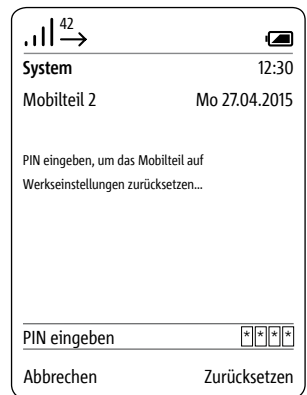 42
System 12:30
Mobilteil 2 Mo 27.04.2015
PIN eingeben, um das Mobilteil auf
Werkseinstellungen zurücksetzen...
PIN eingeben ****
Abbrechen Zurücksetzen